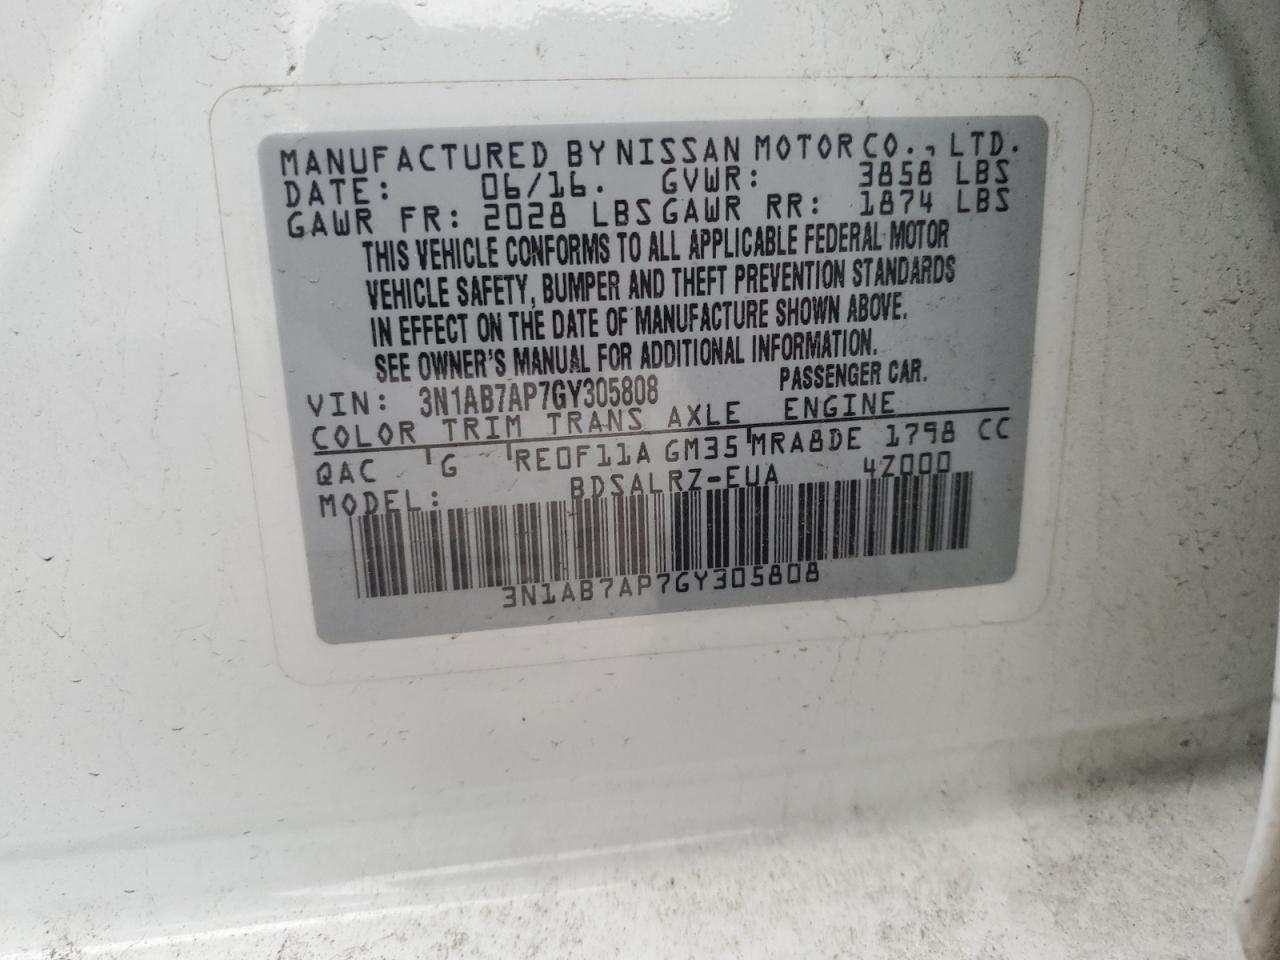 MANUFACTURED BY NISSAN MOTOR CO., LTD.
DATE: 06/16. GVWR: 3858 LBS
GAWR FR: 2028 LBS GAWR RR: 1874 LBS
THIS VEHICLE CONFORMS TO ALL APPLICABLE FEDERAL MOTOR
VEHICLE SAFETY, BUMPER AND THEFT PREVENTION STANDARDS
IN EFFECT ON THE DATE OF MANUFACTURE SHOWN ABOVE.
SEE OWNER'S MANUAL FOR ADDITIONAL INFORMATION.
VIN: 3N1AB7AP7GY305808 PASSENGER CAR.
COLOR TRIM TRANS AXLE ENGINE
QAC G RE0F11A GM35 MRA8DE 1798 CC
MODEL: BDSALRZ-EUA 4Z000
3N1AB7AP7GY305808